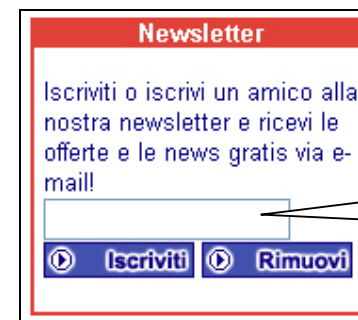 Newsletter
Iscriviti o iscrivi un amico alla
nostra newsletter e ricevi le
offerte e le news gratis via e-
mail!
Iscriviti Rimuovi